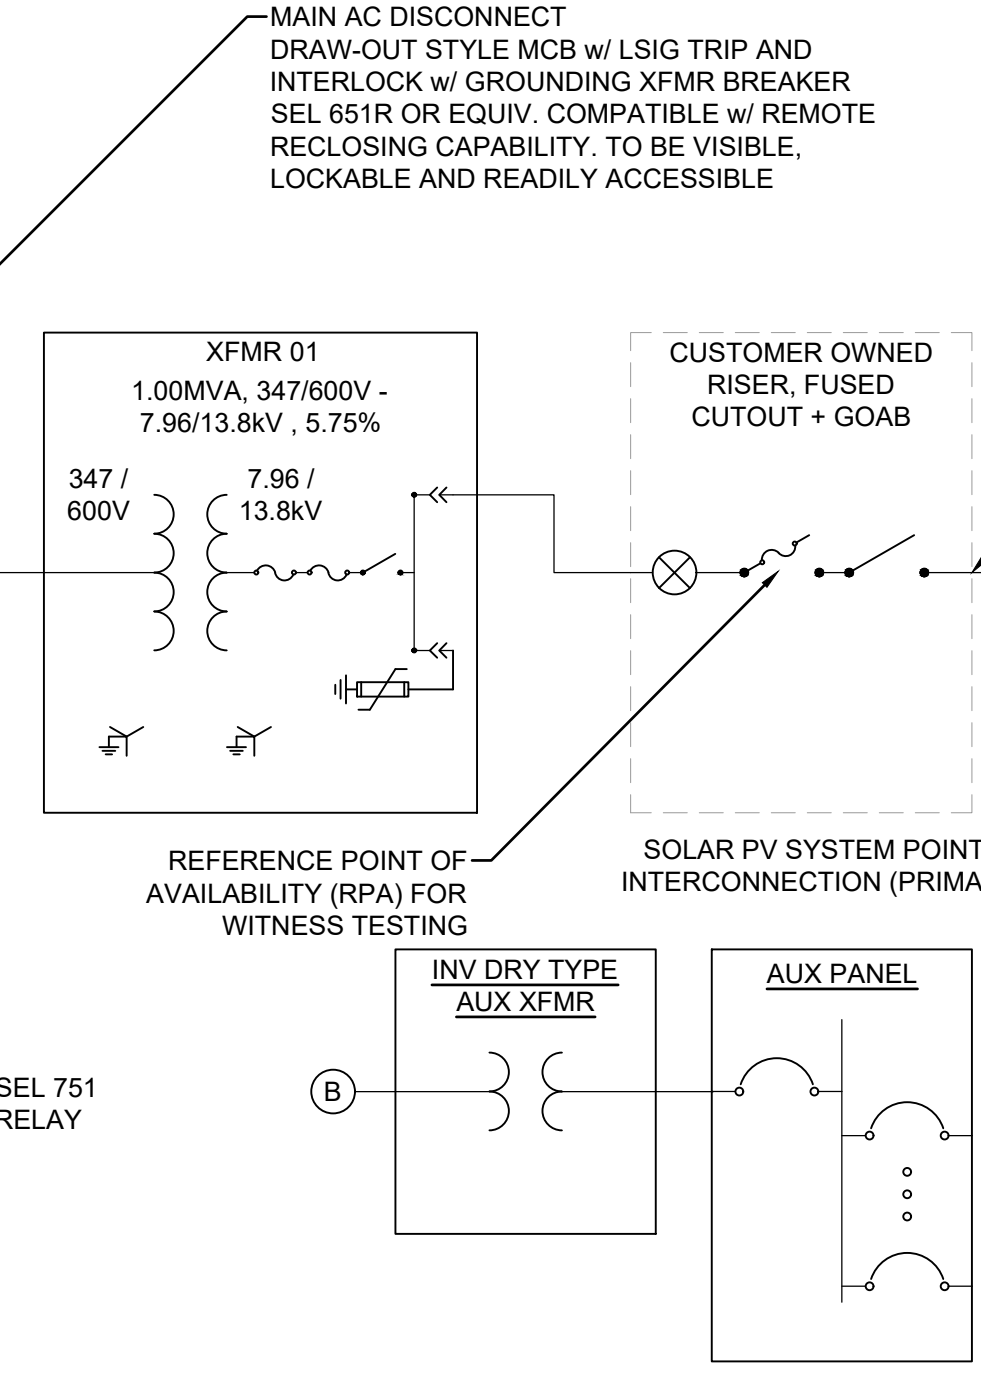 MAIN AC DISCONNECT
DRAW-OUT STYLE MCB w/ LSIG TRIP AND
INTERLOCK w/ GROUNDING XFMR BREAKER
SEL 651R OR EQUIV. COMPATIBLE w/ REMOTE
RECLOSING CAPABILITY. TO BE VISIBLE,
LOCKABLE AND READILY ACCESSIBLE
XFMR 01
1.00MVA, 347/600V -
7.96/13.8kV , 5.75%
347 /
600V
7.96 /
13.8kV
CUSTOMER OWNED
RISER, FUSED
CUTOUT + GOAB
REFERENCE POINT OF
AVAILABILITY (RPA) FOR
WITNESS TESTING
SOLAR PV SYSTEM POINT
INTERCONNECTION (PRIMA
INV DRY TYPE
AUX XFMR
AUX PANEL
SEL 751
RELAY
B